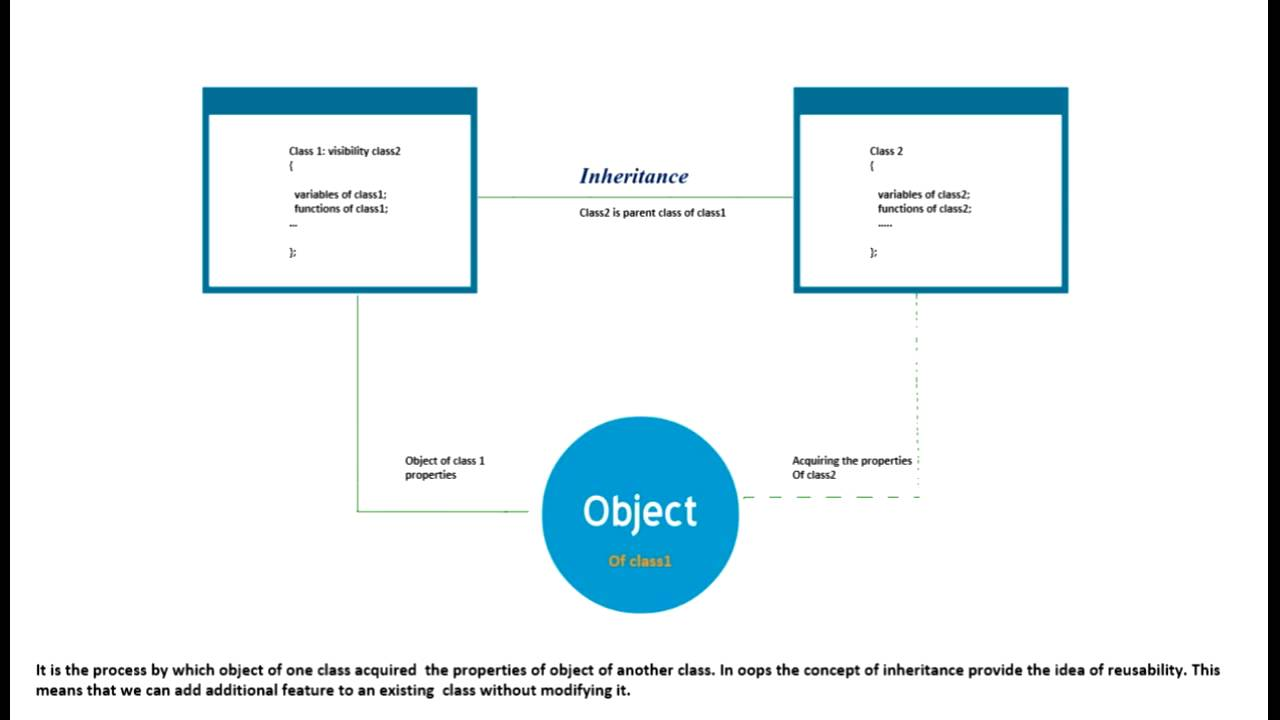 Class 1: visibility class2
{
variables of class1;
functions of class1;
...
};
Inheritance
Class2 is parent class of class1
Class 2
{
variables of class2;
functions of class2;
.....
};
Object of class 1
properties
Object
Of class1
Acquiring the properties
Of class2
It is the process by which object of one class acquired the properties of object of another class. In oops the concept of inheritance provide the idea of reusability. This
means that we can add additional feature to an existing class without modifying it.